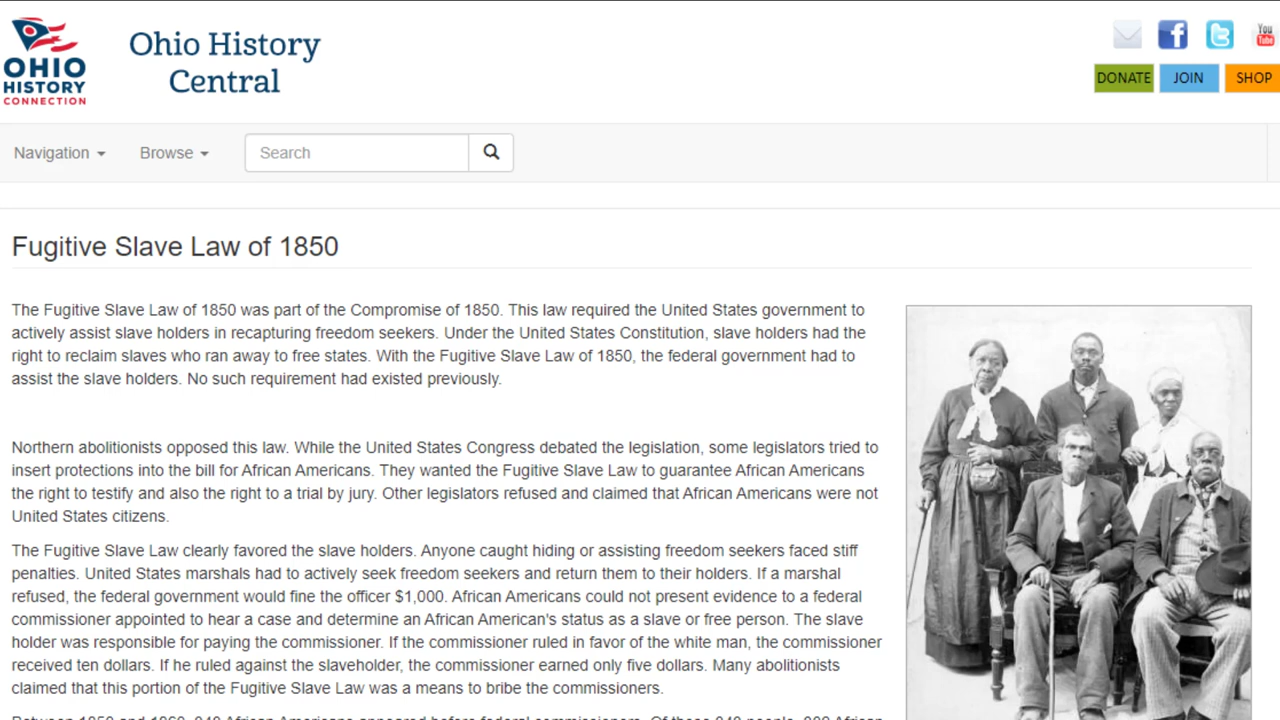 OHIO
HISTORY
CONNECTION
Ohio History
Central
You
Tube
DONATE
JOIN
SHOP
Navigation
Browse
Search
Fugitive Slave Law of 1850
The Fugitive Slave Law of 1850 was part of the Compromise of 1850. This law required the United States government to
actively assist slave holders in recapturing freedom seekers. Under the United States Constitution, slave holders had the
right to reclaim slaves who ran away to free states. With the Fugitive Slave Law of 1850, the federal government had to
assist the slave holders. No such requirement had existed previously.
Northern abolitionists opposed this law. While the United States Congress debated the legislation, some legislators tried to
insert protections into the bill for African Americans. They wanted the Fugitive Slave Law to guarantee African Americans
the right to testify and also the right to a trial by jury. Other legislators refused and claimed that African Americans were not
United States citizens.
The Fugitive Slave Law clearly favored the slave holders. Anyone caught hiding or assisting freedom seekers faced stiff
penalties. United States marshals had to actively seek freedom seekers and return them to their holders. If a marshal
refused, the federal government would fine the officer $1,000. African Americans could not present evidence to a federal
commissioner appointed to hear a case and determine an African American's status as a slave or free person. The slave
holder was responsible for paying the commissioner. If the commissioner ruled in favor of the white man, the commissioner
received ten dollars. If he ruled against the slaveholder, the commissioner earned only five dollars. Many abolitionists
claimed that this portion of the Fugitive Slave Law was a means to bribe the commissioners.